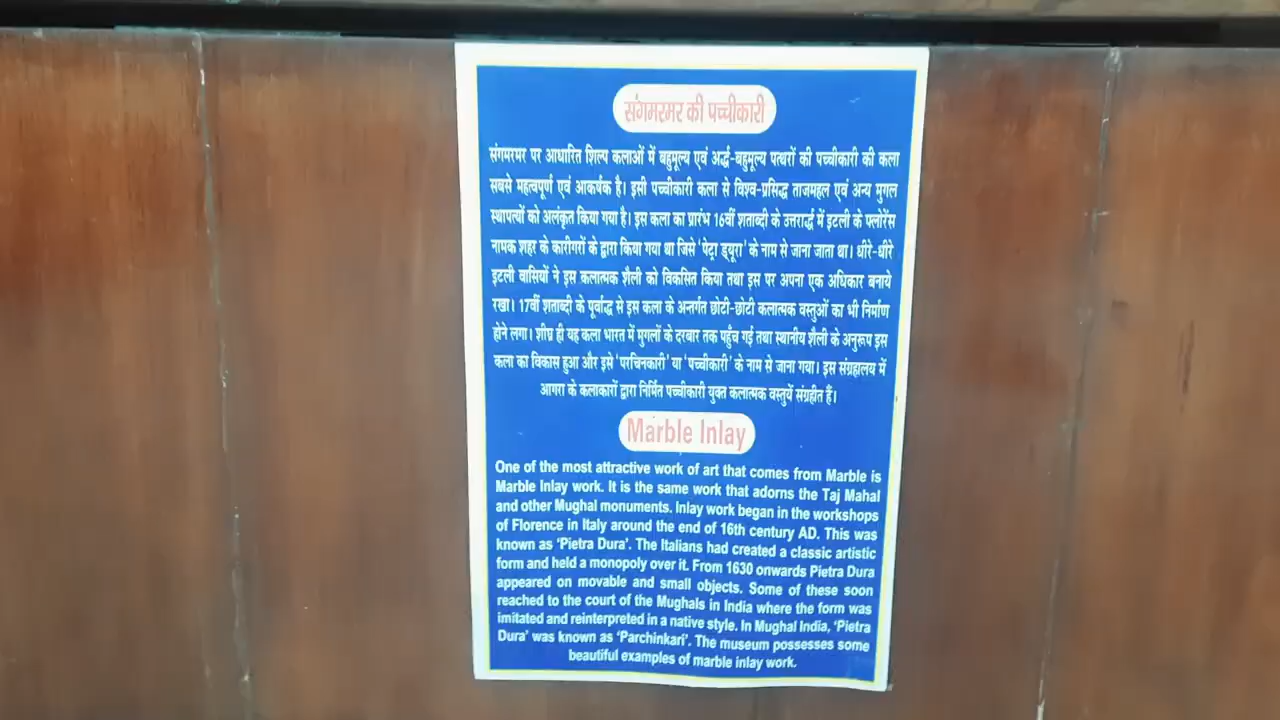 संगमरमर की पच्चीकारी
संगमरमर पर आधारित शिल्प कलाओं में बहुमूल्य एवं अर्द्ध-बहुमूल्य पत्थरों की पच्चीकारी की कला
सबसे महत्वपूर्ण एवं आकर्षक है। इसी पच्चीकारी कला से विश्व-प्रसिद्ध ताजमहल एवं अन्य मुगल
स्थापत्यों को अलंकृत किया गया है। इस कला का प्रारंभ 16वीं शताब्दी के उत्तरार्द्ध में इटली के फ्लोरेंस
नामक शहर के कारीगरों के द्वारा किया गया था जिसे 'पेट्रा ड्यूरा' के नाम से जाना जाता था। धीरे-धीरे
इटली वासियों ने इस कलात्मक शैली को विकसित किया तथा इस पर अपना एक अधिकार बनाये
रखा। 17वीं शताब्दी के पूर्वाद्ध से इस कला के अन्तर्गत छोटी-छोटी कलात्मक वस्तुओं का भी निर्माण
होने लगा। शीघ्र ही यह कला भारत में मुगलों के दरबार तक पहुँच गई तथा स्थानीय शैली के अनुरूप इस
कला का विकास हुआ और इसे 'परचिनकारी' या 'पच्चीकारी' के नाम से जाना गया। इस संग्रहालय में
आगरा के कलाकारों द्वारा निर्मित पच्चीकारी युक्त कलात्मक वस्तुयें संग्रहीत हैं।
Marble Inlay
One of the most attractive work of art that comes from Marble is
Marble Inlay work. It is the same work that adorns the Taj Mahal
and other Mughal monuments. Inlay work began in the workshops
of Florence in Italy around the end of 16th century AD. This was
known as 'Pietra Dura'. The Italians had created a classic artistic
form and held a monopoly over it. From 1630 onwards Pietra Dura
appeared on movable and small objects. Some of these soon
reached to the court of the Mughals in India where the form was
imitated and reinterpreted in a native style. In Mughal India, 'Pietra
Dura' was known as 'Parchinkari'. The museum possesses some
beautiful examples of marble inlay work.